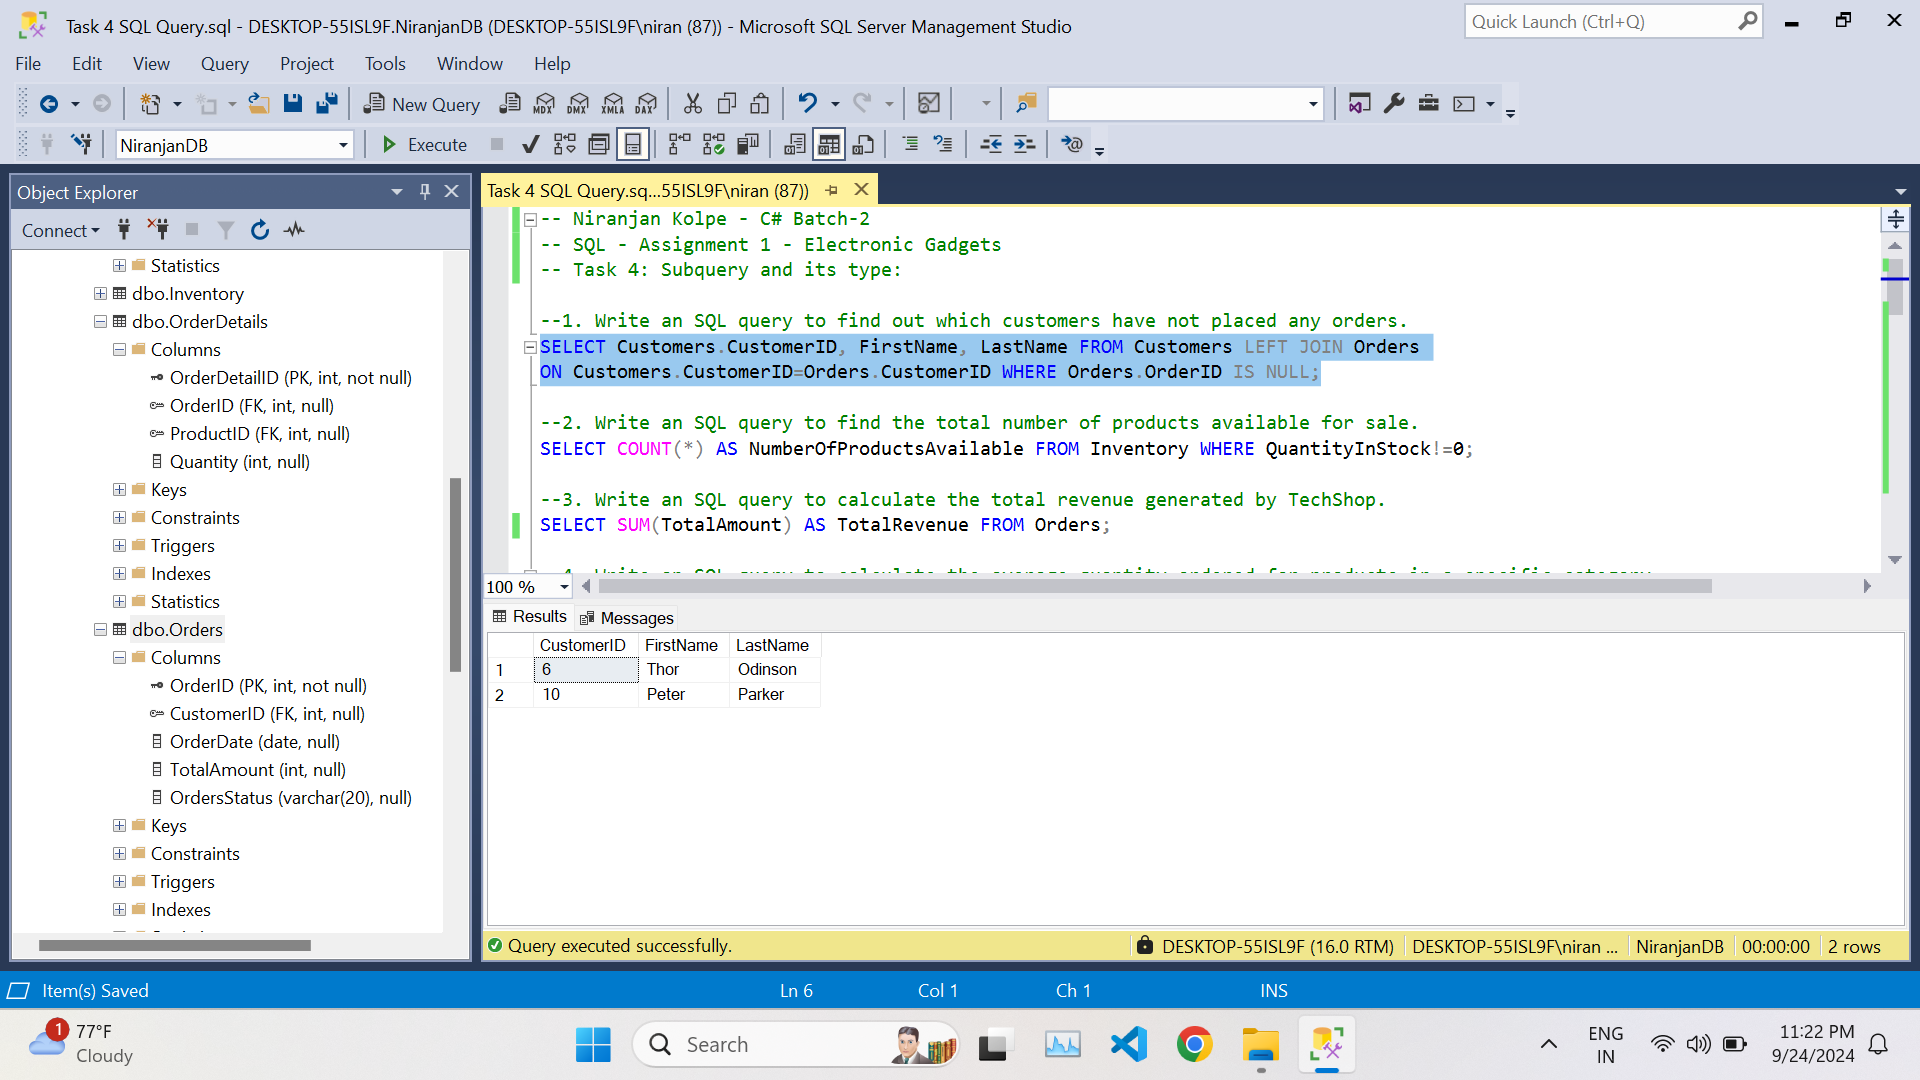 Task 4 SQL Query.sql - DESKTOP-55ISL9F.NiranjanDB (DESKTOP-55ISL9F\niran (87)) - Microsoft SQL Server Management Studio
Quick Launch (Ctrl+Q)
File Edit View Query Project Tools Window Help
New Query MDX DMX XMLA DAX
NiranjanDB Execute
Object Explorer
Connect
Statistics
dbo.Inventory
dbo.OrderDetails
Columns
OrderDetailID (PK, int, not null)
OrderID (FK, int, null)
ProductID (FK, int, null)
Quantity (int, null)
Keys
Constraints
Triggers
Indexes
Statistics
dbo.Orders
Columns
OrderID (PK, int, not null)
CustomerID (FK, int, null)
OrderDate (date, null)
TotalAmount (int, null)
OrdersStatus (varchar(20), null)
Keys
Constraints
Triggers
Indexes
Task 4 SQL Query.sq...55ISL9F\niran (87))
-- Niranjan Kolpe - C# Batch-2
-- SQL - Assignment 1 - Electronic Gadgets
-- Task 4: Subquery and its type:
--1. Write an SQL query to find out which customers have not placed any orders.
SELECT Customers.CustomerID, FirstName, LastName FROM Customers LEFT JOIN Orders
ON Customers.CustomerID=Orders.CustomerID WHERE Orders.OrderID IS NULL;
--2. Write an SQL query to find the total number of products available for sale.
SELECT COUNT(*) AS NumberOfProductsAvailable FROM Inventory WHERE QuantityInStock!=0;
--3. Write an SQL query to calculate the total revenue generated by TechShop.
SELECT SUM(TotalAmount) AS TotalRevenue FROM Orders;
100 %
Results Messages
CustomerID FirstName LastName
1 6 Thor Odinson
2 10 Peter Parker
Query executed successfully. DESKTOP-55ISL9F (16.0 RTM) DESKTOP-55ISL9F\niran ... NiranjanDB 00:00:00 2 rows
Item(s) Saved Ln 6 Col 1 Ch 1 INS
1 77°F
Cloudy
Search
ENG
IN
11:22 PM
9/24/2024